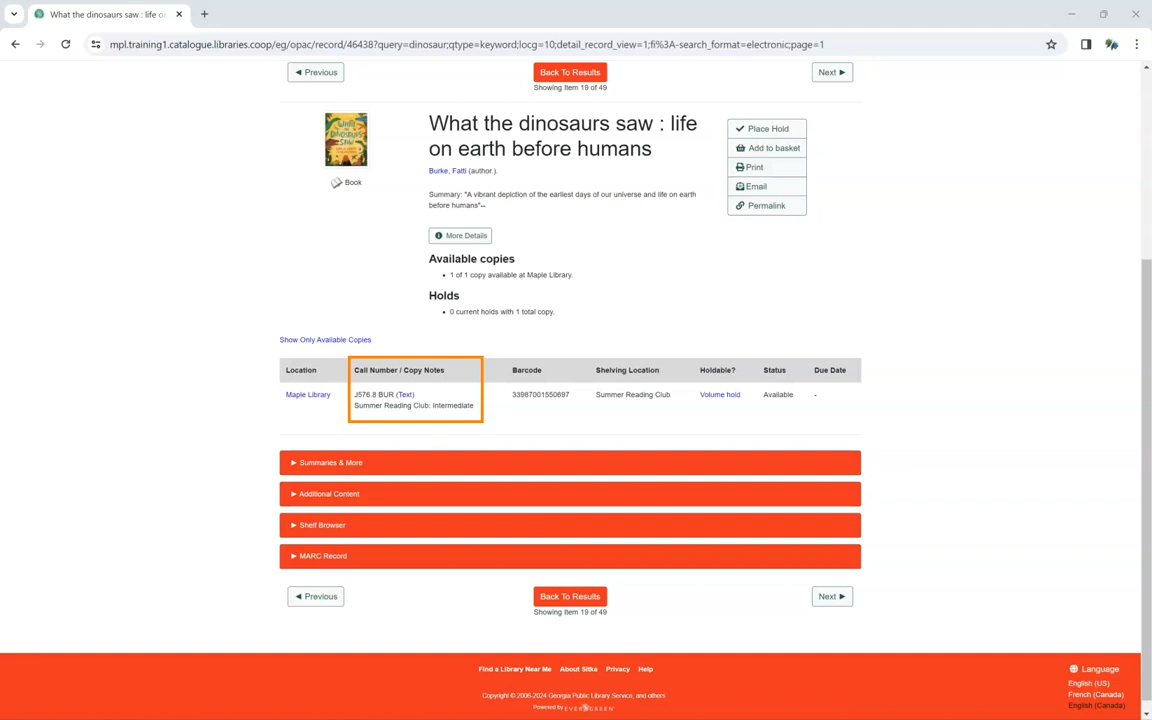 What the dinosaurs saw : life o
mpl.training1.catalogue.libraries.coop/eg/opac/record/46438?query=dinosaur;qtype=keyword;locg=10;detail_record_view=1;fi%3A-search_format=electronic;page=1
◄ Previous
Back To Results
Next ►
Showing Item 19 of 49
What the dinosaurs saw : life
on earth before humans
WHAT THE DINOSAURS SAW
Book
Burke, Fatti (author.).
Summary: "A vibrant depiction of the earliest days of our universe and life on earth
before humans"--
More Details
Place Hold
Add to basket
Print
Email
Permalink
Available copies
• 1 of 1 copy available at Maple Library.
Holds
• 0 current holds with 1 total copy.
Show Only Available Copies
Location Call Number / Copy Notes Barcode Shelving Location Holdable? Status Due Date
Maple Library J576.8 BUR (Text) 33987001550697 Summer Reading Club Volume hold Available -
Summer Reading Club: Intermediate
► Summaries & More
► Additional Content
► Shelf Browser
► MARC Record
◄ Previous
Back To Results
Next ►
Showing Item 19 of 49
Find a Library Near Me About Sitka Privacy Help
Copyright © 2006-2024 Georgia Public Library Service, and others
Powered by EVERGREEN
Language
English (US)
French (Canada)
English (Canada)